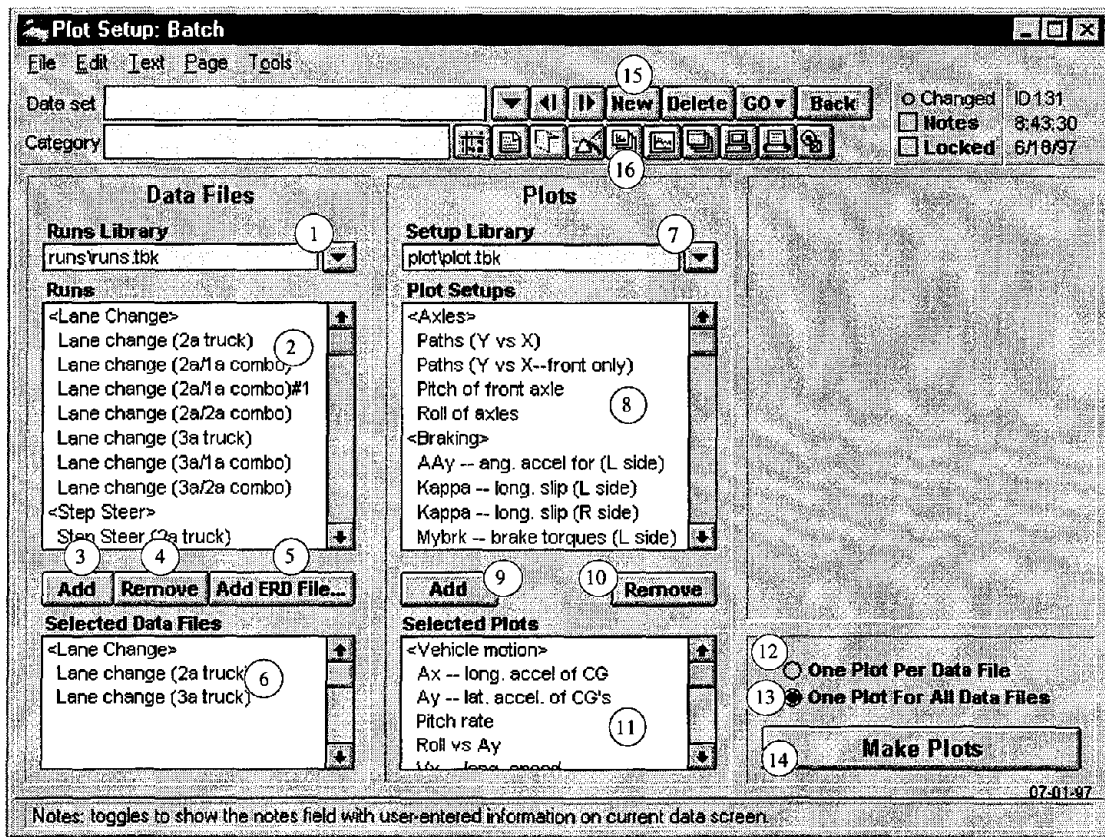 Plot Setup: Batch
File Edit Text Page Tools
15
Data set
New Delete GO Back
Changed ID:131
Notes 8:43:30
Category
Locked 6/18/97
16
Data Files
Runs Library
1
runs\runs.tbk
Runs
<Lane Change>
Lane change (2a truck)
2
Lane change (2a/1a combo)
Lane change (2a/1a combo)#1
Lane change (2a/2a combo)
Lane change (3a truck)
Lane change (3a/1a combo)
Lane change (3a/2a combo)
<Step Steer>
Step Steer (2a truck)
3 4 5
Add Remove Add ERD File...
Selected Data Files
<Lane Change>
Lane change (2a truck)
6
Lane change (3a truck)
Plots
Setup Library
7
plot\plot.tbk
Plot Setups
<Axles>
Paths (Y vs X)
Paths (Y vs X--front only)
Pitch of front axle
8
Roll of axles
<Braking>
AAy -- ang. accel for (L side)
Kappa -- long. slip (L side)
Kappa -- long. slip (R side)
Mybrk -- brake torques (L side)
Add 9 10 Remove
Selected Plots
<Vehicle motion>
Ax -- long. accel of CG
Ay -- lat. accel. of CG's
Pitch rate
11
Roll vs Ay
Vx -- long. speed
12 One Plot Per Data File
13 One Plot For All Data Files
14 Make Plots
07-01-97
Notes: toggles to show the notes field with user-entered information on current data screen.